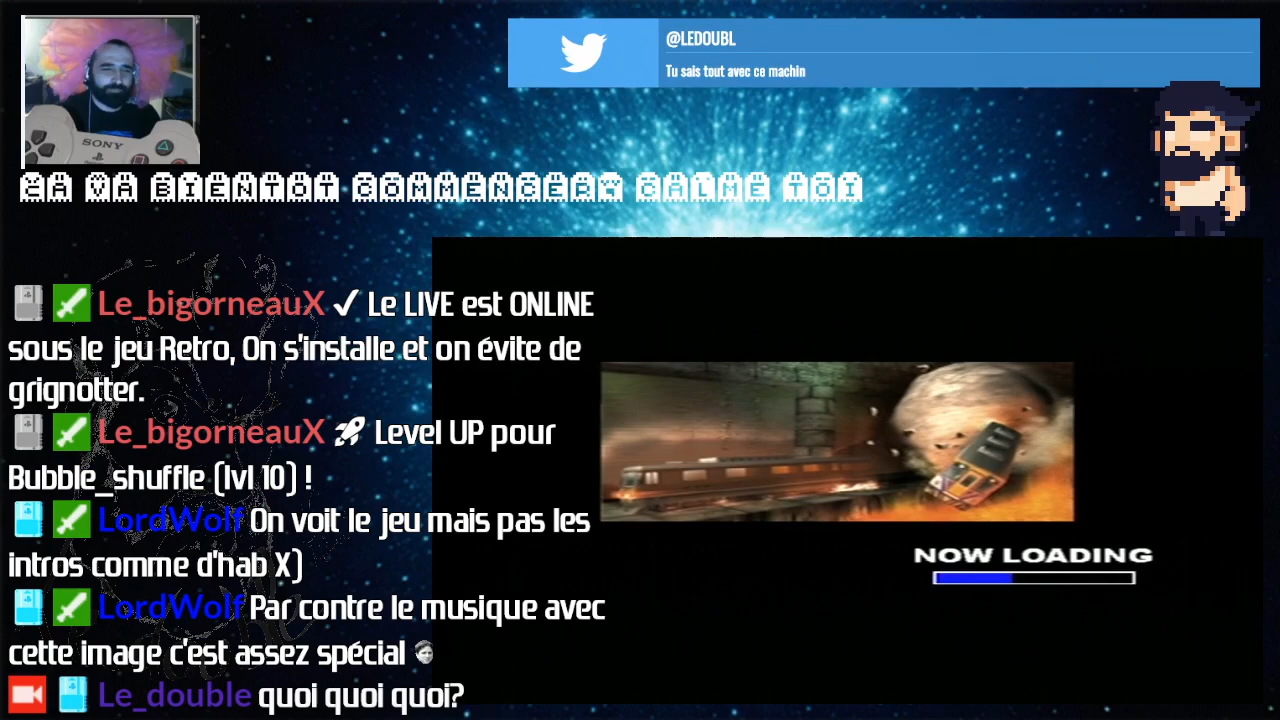 @LEDOUBL
Tu sais tout avec ce machin
SONY
ÇA VA BIENTOT COMMENCER, CALME TOI
Le_bigorneauX ✓ Le LIVE est ONLINE
sous le jeu Retro, On s'installe et on évite de
grignotter.
Le_bigorneauX 🚀 Level UP pour
Bubble_shuffle (lvl 10) !
LordWolf On voit le jeu mais pas les
intros comme d'hab X)
LordWolf Par contre le musique avec
cette image c'est assez spécial
Le_double quoi quoi quoi?
NOW LOADING